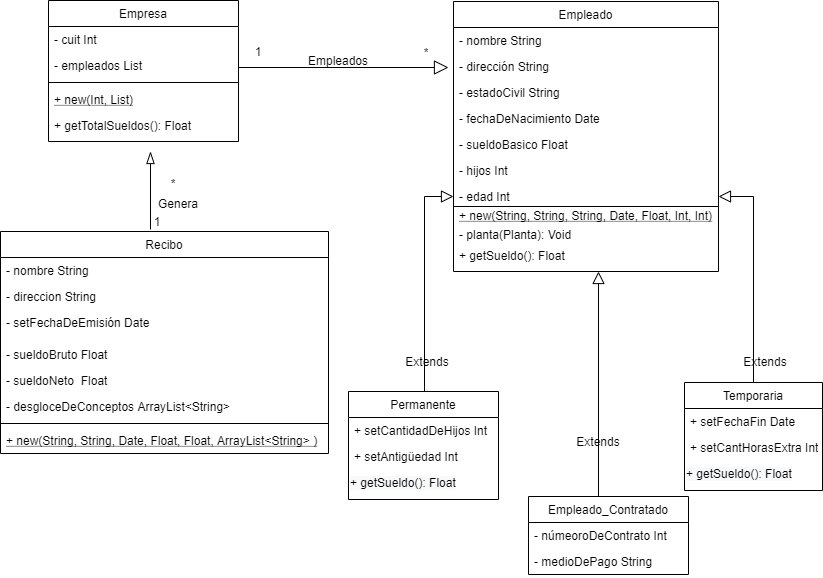 Empresa
- cuit Int
- empleados List
+ new(Int, List)
+ getTotalSueldos(): Float
1
Empleados
*
Empleado
- nombre String
- dirección String
- estadoCivil String
- fechaDeNacimiento Date
- sueldoBasico Float
- hijos Int
- edad Int
+ new(String, String, String, Date, Float, Int, Int)
- planta(Planta): Void
+ getSueldo(): Float
*
Genera
1
Recibo
- nombre String
- direccion String
- setFechaDeEmisión Date
- sueldoBruto Float
- sueldoNeto Float
- desgloceDeConceptos ArrayList<String>
+ new(String, String, Date, Float, Float, ArrayList<String> )
Extends
Permanente
+ setCantidadDeHijos Int
+ setAntigüedad Int
+ getSueldo(): Float
Extends
Empleado_Contratado
- númeoroDeContrato Int
- medioDePago String
Extends
Temporaria
+ setFechaFin Date
+ setCantHorasExtra Int
+ getSueldo(): Float